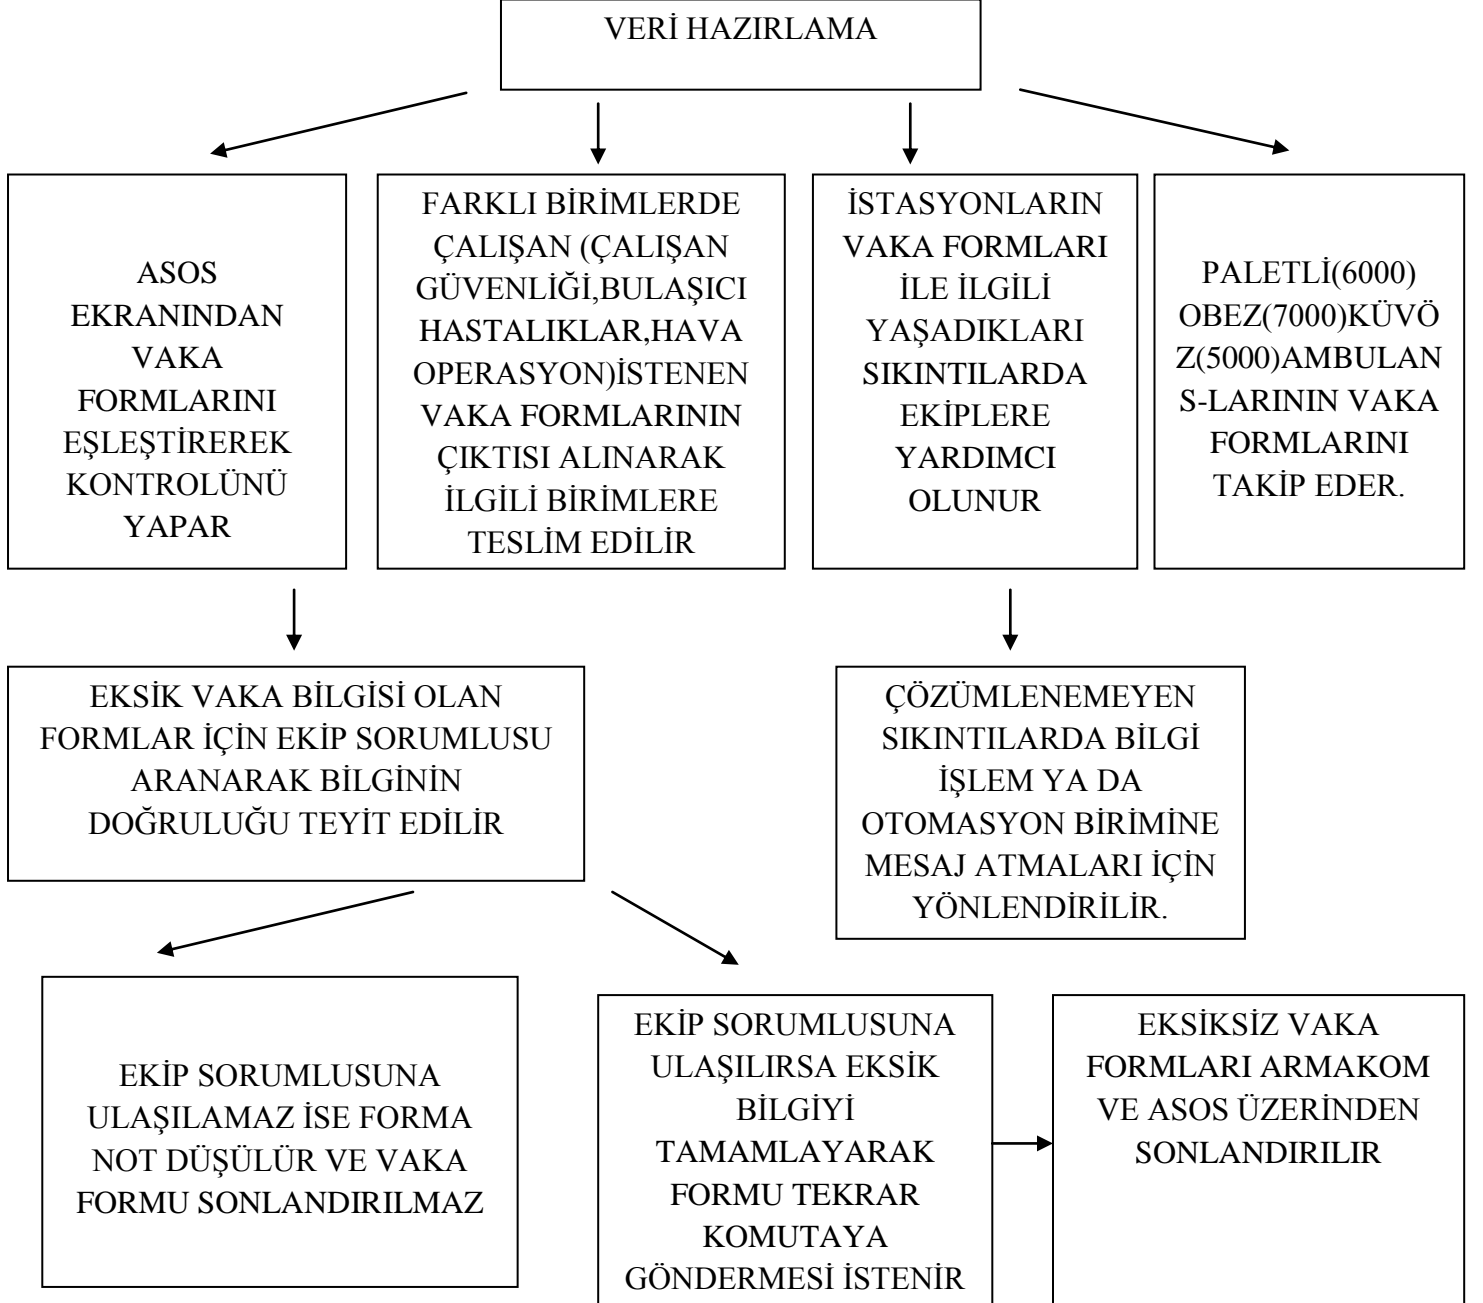 VERİ HAZIRLAMA
ASOS
EKRANINDAN
VAKA
FORMLARINI
EŞLEŞTİREREK
KONTROLÜNÜ
YAPAR
FARKLI BİRİMLERDE
ÇALIŞAN (ÇALIŞAN
GÜVENLİĞİ,BULAŞICI
HASTALIKLAR,HAVA
OPERASYON)İSTENEN
VAKA FORMLARININ
ÇIKTISI ALINARAK
İLGİLİ BİRİMLERE
TESLİM EDİLİR
İSTASYONLARIN
VAKA FORMLARI
İLE İLGİLİ
YAŞADIKLARI
SIKINTILARDA
EKİPLERE
YARDIMCI
OLUNUR
PALETLİ(6000)
OBEZ(7000)KÜVÖ
Z(5000)AMBULAN
S-LARININ VAKA
FORMLARINI
TAKİP EDER.
EKSİK VAKA BİLGİSİ OLAN
FORMLAR İÇİN EKİP SORUMLUSU
ARANARAK BİLGİNİN
DOĞRULUĞU TEYİT EDİLİR
ÇÖZÜMLENEMEYEN
SIKINTILARDA BİLGİ
İŞLEM YA DA
OTOMASYON BİRİMİNE
MESAJ ATMALARI İÇİN
YÖNLENDİRİLİR.
EKİP SORUMLUSUNA
ULAŞILAMAZ İSE FORMA
NOT DÜŞÜLÜR VE VAKA
FORMU SONLANDIRILMAZ
EKİP SORUMLUSUNA
ULAŞILIRSA EKSİK
BİLGİYİ
TAMAMLAYARAK
FORMU TEKRAR
KOMUTAYA
GÖNDERMESİ İSTENİR
EKSİKSİZ VAKA
FORMLARI ARMAKOM
VE ASOS ÜZERİNDEN
SONLANDIRILIR